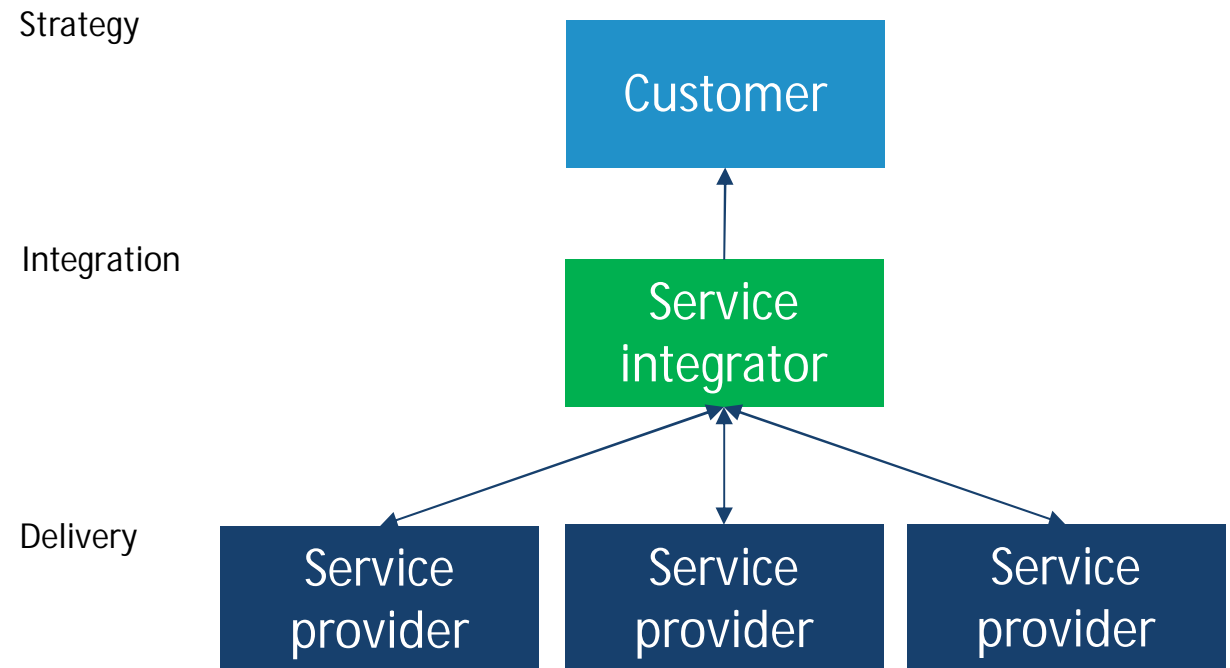 Strategy
Customer
Integration
Service
integrator
Delivery
Service
provider
Service
provider
Service
provider